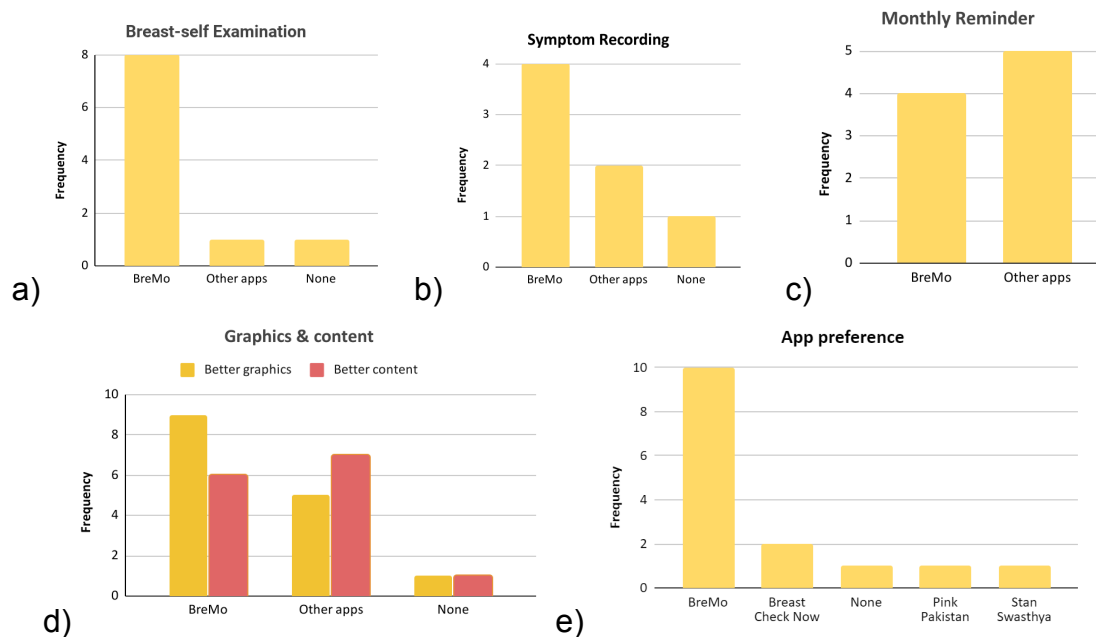 Breast-self Examination
Frequency
8
6
4
2
0
BreMo
Other apps
None
a)
Symptom Recording
Frequency
4
3
2
1
0
BreMo
Other apps
None
b)
Monthly Reminder
Frequency
5
4
3
2
1
0
BreMo
Other apps
c)
Graphics & content
Better graphics
Better content
Frequency
10
8
6
4
2
0
BreMo
Other apps
None
d)
App preference
Frequency
10
8
6
4
2
0
BreMo
Breast
Check Now
None
Pink
Pakistan
Stan
Swasthya
e)